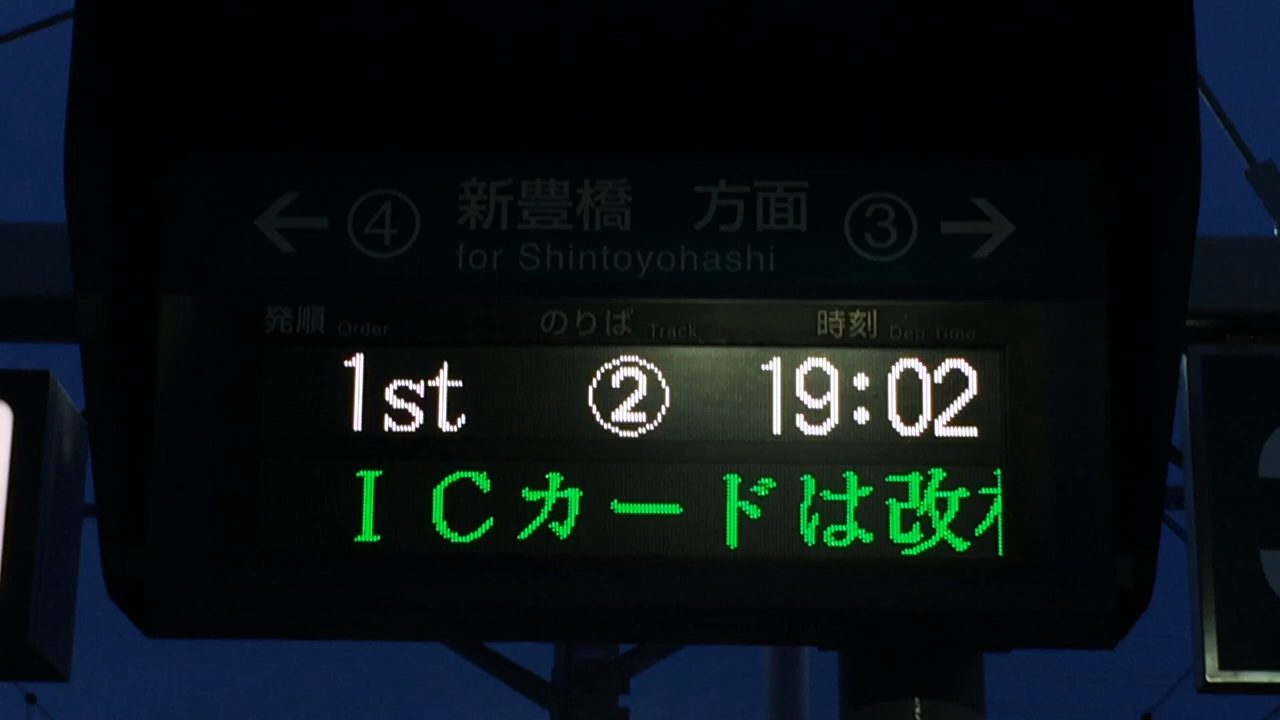 ← ④ 新豊橋 方面 ③ →
for Shintoyohashi
発順 Order のりば Track 時刻 Dep. Time
1st ② 19:02
ICカードは改